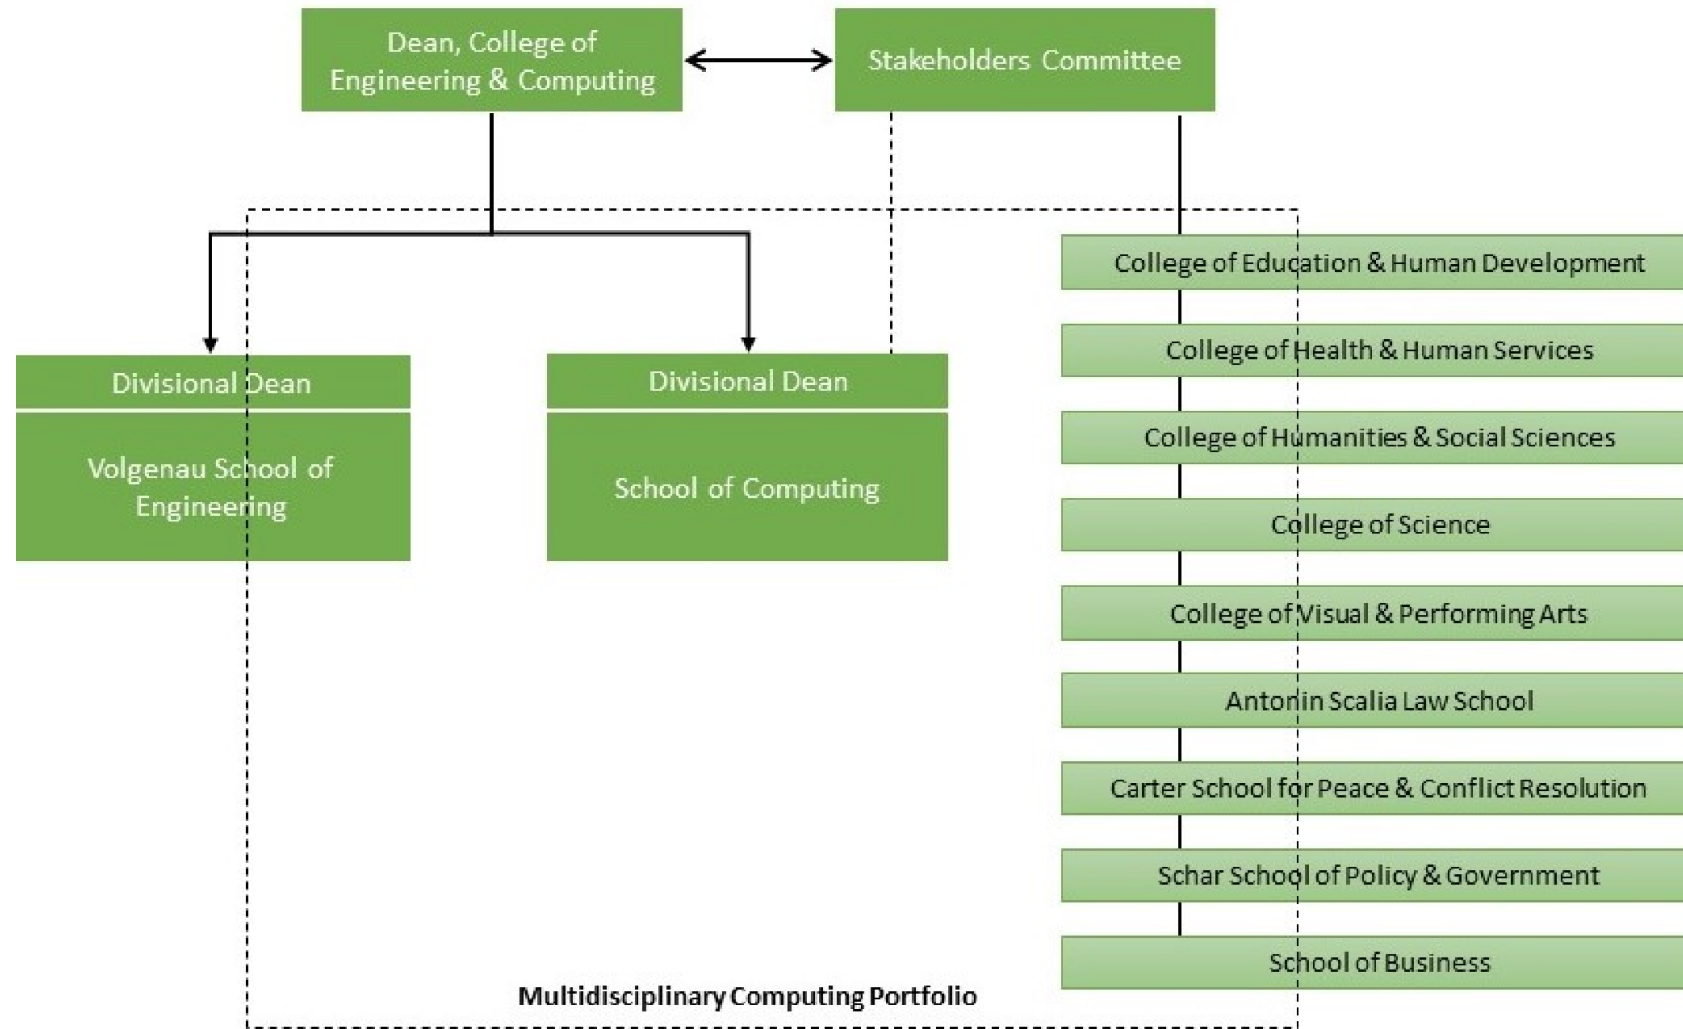 Dean, College of
Engineering & Computing
Stakeholders Committee
Divisional Dean
Volgenau School of
Engineering
Divisional Dean
School of Computing
College of Education & Human Development
College of Health & Human Services
College of Humanities & Social Sciences
College of Science
College of Visual & Performing Arts
Antonin Scalia Law School
Carter School for Peace & Conflict Resolution
Schar School of Policy & Government
School of Business
Multidisciplinary Computing Portfolio